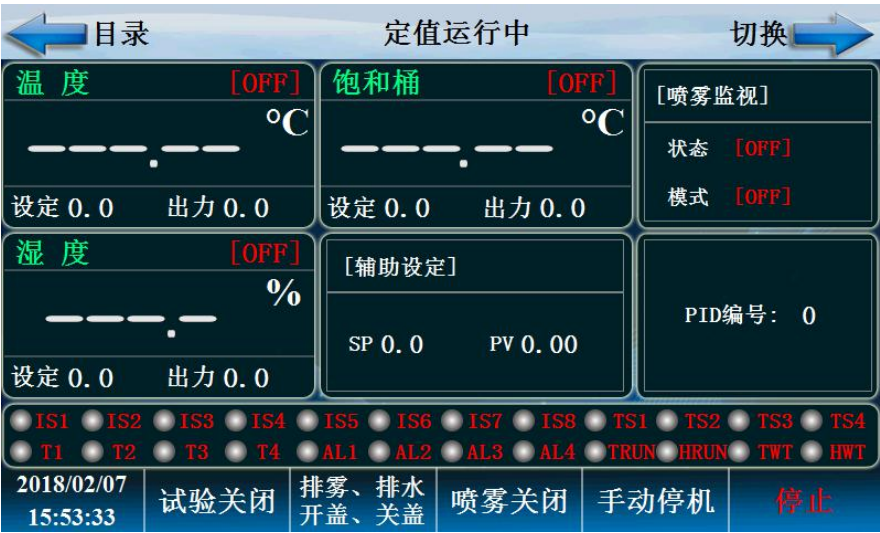 目录 定值运行中 切换
温 度 [OFF] 饱和桶 [OFF] [喷雾监视]
℃ ℃
-----.-- -----.-- 状态 [OFF]
设定 0.0 出力 0.0 设定 0.0 出力 0.0 模式 [OFF]
湿 度 [OFF] [辅助设定]
%
----.- SP 0.0 PV 0.00 PID编号: 0
设定 0.0 出力 0.0
IS1 IS2 IS3 IS4 IS5 IS6 IS7 IS8 TS1 TS2 TS3 TS4
T1 T2 T3 T4 AL1 AL2 AL3 AL4 TRUN HRUN TWT HWT
2018/02/07 试验关闭 排雾、排水 喷雾关闭 手动停机 停止
15:53:33 开盖、关盖